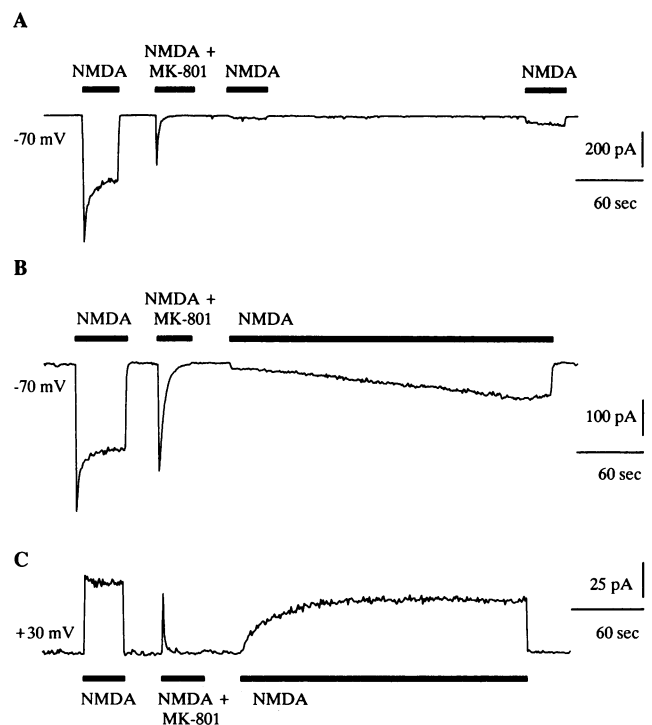 A
NMDA +
NMDA MK-801 NMDA NMDA
-70 mV
200 pA
60 sec
B
NMDA +
NMDA MK-801 NMDA
-70 mV
100 pA
60 sec
C
25 pA
+30 mV
60 sec
NMDA NMDA + NMDA
MK-801